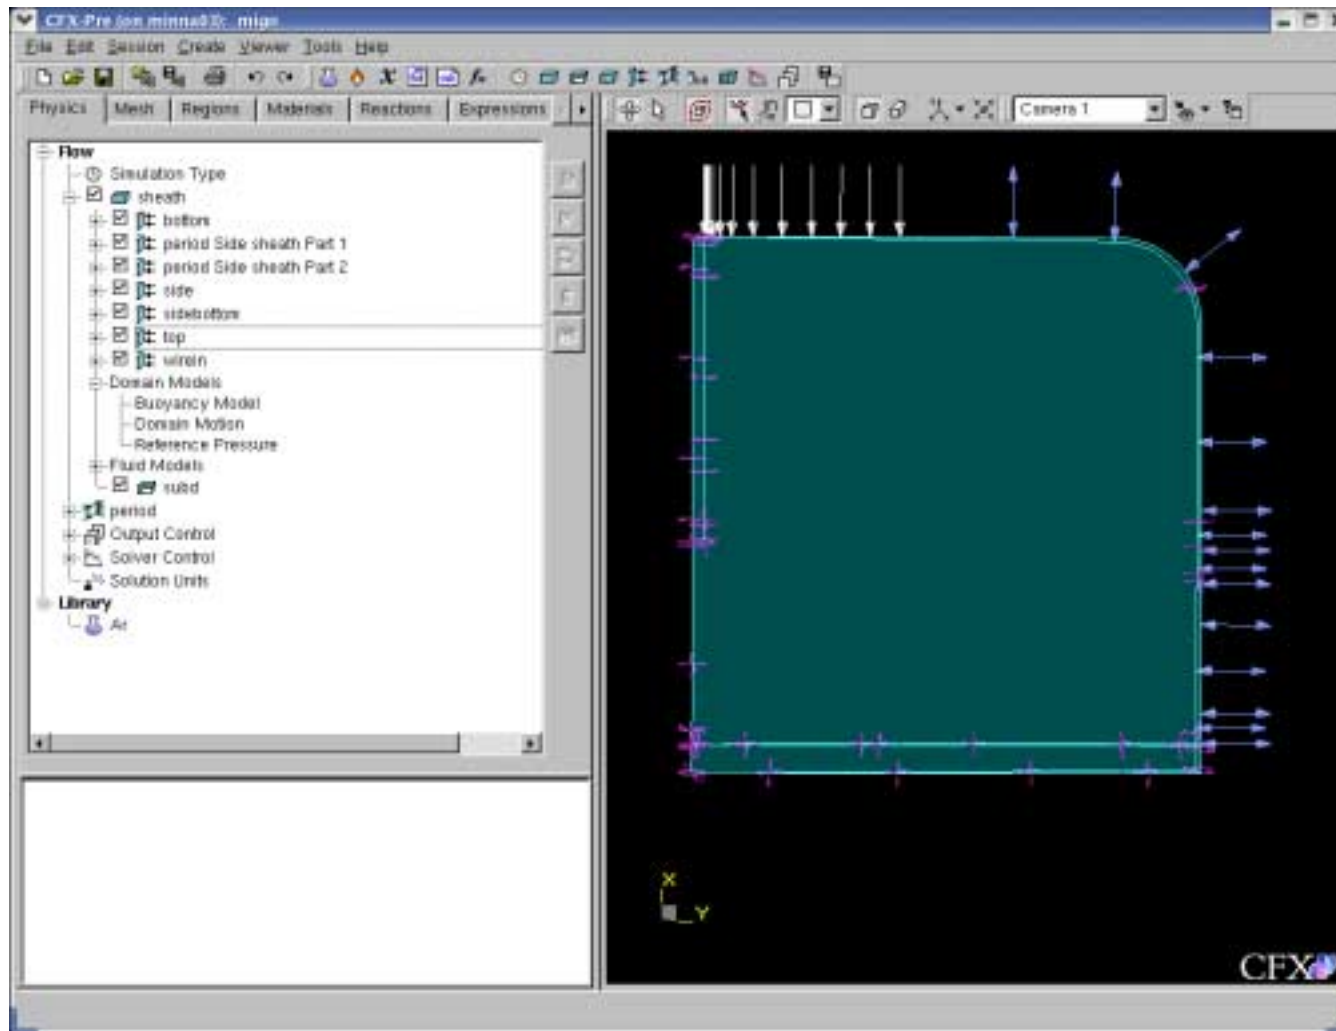 CFX-Pre (on minna03): migo
File Edit Session Create Viewer Tools Help
Physics Mesh Regions Materials Reactions Expressions
Camera 1
Flow
Simulation Type
sheath
bottom
period Side sheath Part 1
period Side sheath Part 2
side
sidebottom
top
wirein
Domain Models
Buoyancy Model
Domain Motion
Reference Pressure
Fluid Models
subd
period
Output Control
Solver Control
Solution Units
Library
X
Y
CFX